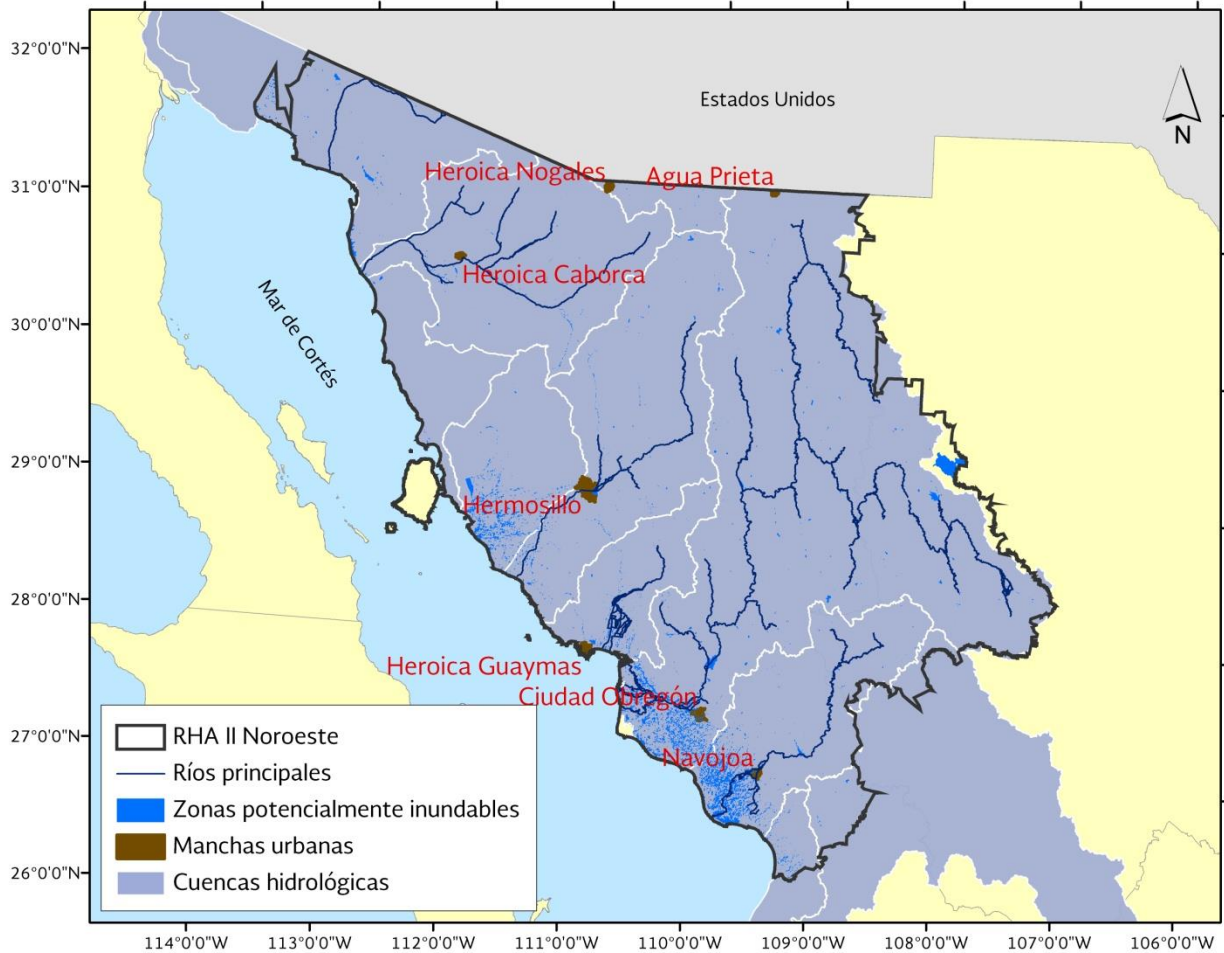 32°0'0"N
Estados Unidos
N
31°0'0"N
Heroica Nogales
Agua Prieta
Heroica Caborca
30°0'0"N
Mar de Cortés
29°0'0"N
Hermosillo
28°0'0"N
Heroica Guaymas
Ciudad Obregón
27°0'0"N
Navojoa
26°0'0"N
RHA II Noroeste
Ríos principales
Zonas potencialmente inundables
Manchas urbanas
Cuencas hidrológicas
114°0'0"W 113°0'0"W 112°0'0"W 111°0'0"W 110°0'0"W 109°0'0"W 108°0'0"W 107°0'0"W 106°0'0"W